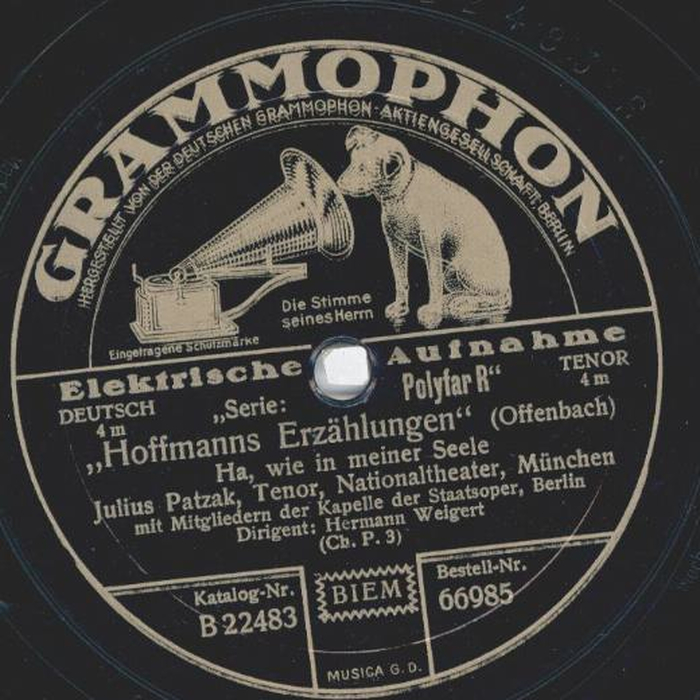 GRAMMOPHON
HERGESTELLT VON DER DEUTSCHEN GRAMMOPHON-AKTIENGESELLSCHAFT, BERLIN
Die Stimme
seines Herrn
Eingetragene Schutzmarke
Elektrische Aufnahme
DEUTSCH „Serie: Polyfar R“ TENOR
4 m 4 m
„Hoffmanns Erzählungen“ (Offenbach)
Ha, wie in meiner Seele
Julius Patzak, Tenor, Nationaltheater, München
mit Mitgliedern der Kapelle der Staatsoper, Berlin
Dirigent: Hermann Weigert
(Ch. P. 3)
Katalog-Nr. BIEM Bestell-Nr.
B 22483 66985
MUSICA G.D.